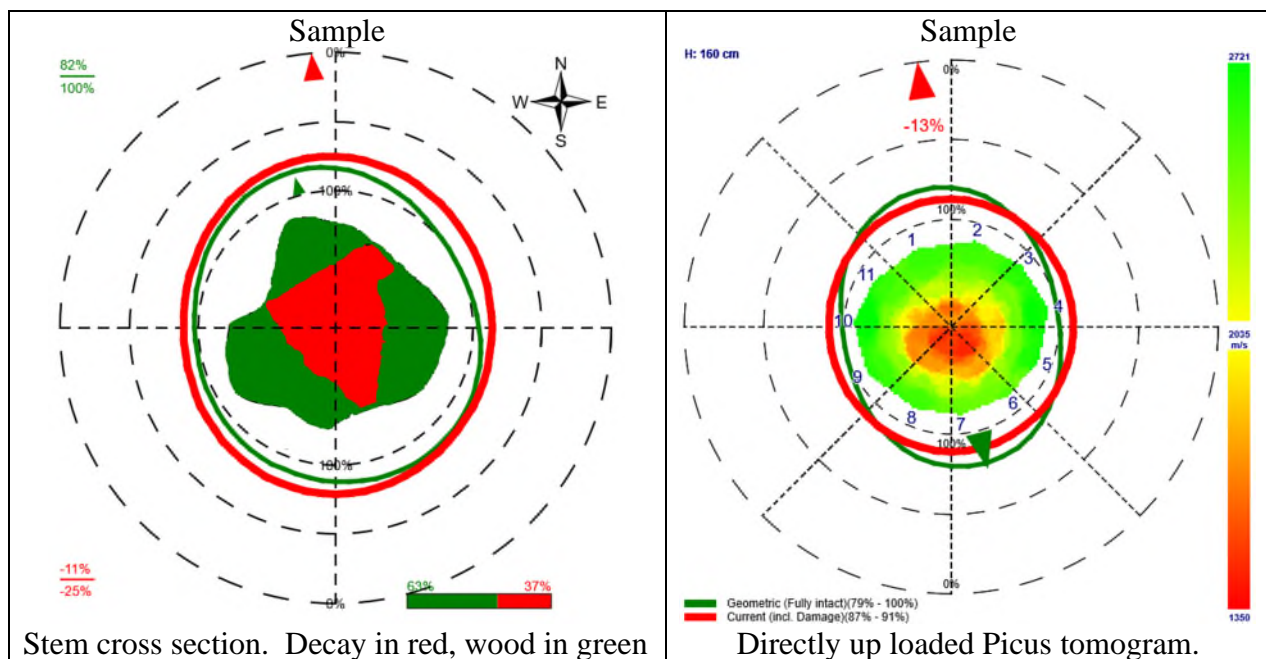 Sample
0%
82%
100%
N
W E
S
100%
100%
-11%
-25%
63% 37%
0%
Stem cross section. Decay in red, wood in green
Sample
H: 160 cm
2721
0%
-13%
100%
1
2
3
11
4
10
2035
m/s
5
9
6
8
7
100%
0%
Geometric (Fully intact)(79% - 100%)
Current (incl. Damage)(87% - 91%)
1350
Directly up loaded Picus tomogram.